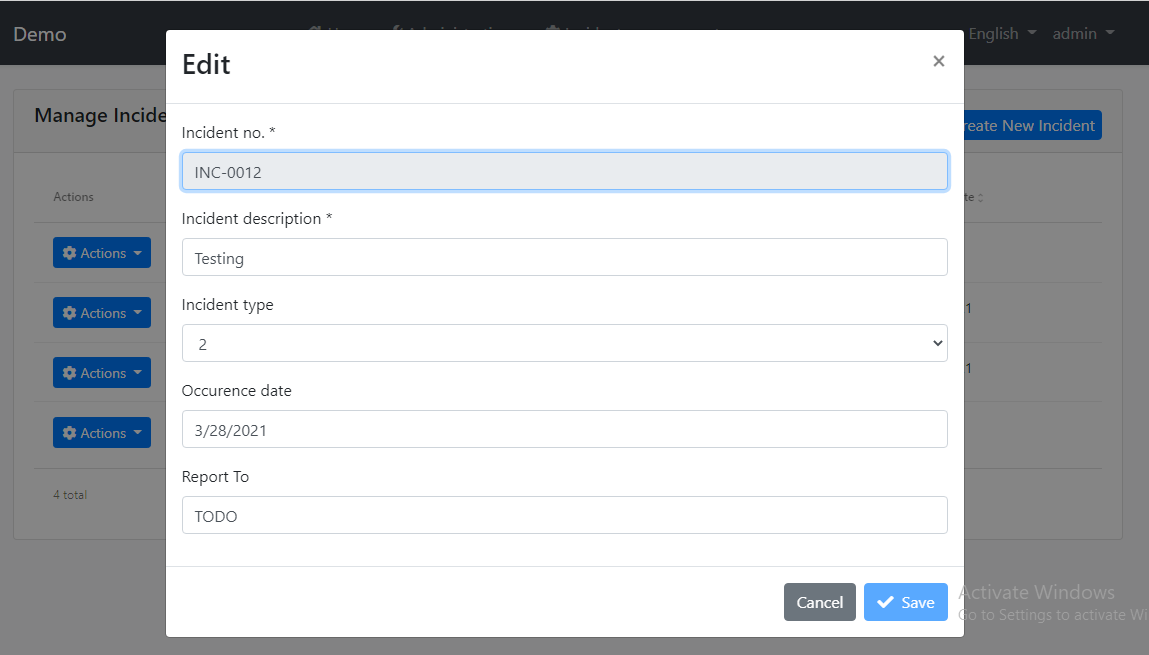 Demo
English
admin
Edit
×
Manage Incide
reate New Incident
Incident no. *
INC-0012
Actions
te
Incident description *
Actions
Testing
Incident type
Actions
1
2
Actions
1
Occurence date
3/28/2021
Actions
Report To
4 total
TODO
Cancel
Save
Activate Windows
Go to Settings to activate Wi